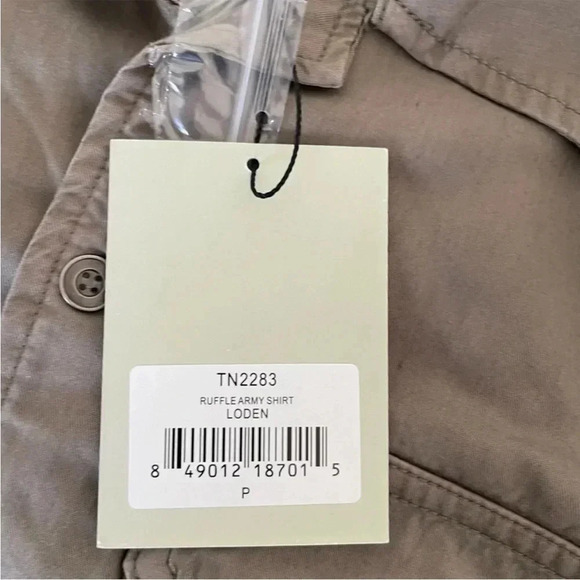 TN2283
RUFFLE ARMY SHIRT
LODEN
8 49012 18701 5
P